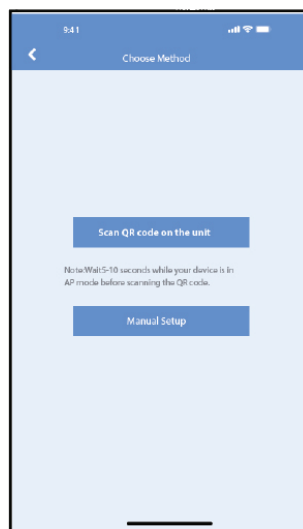 9:41
Choose Method
Scan QR code on the unit
Note:Wait5-10 seconds while your device is in
AP mode before scanning the QR code.
Manual Setup